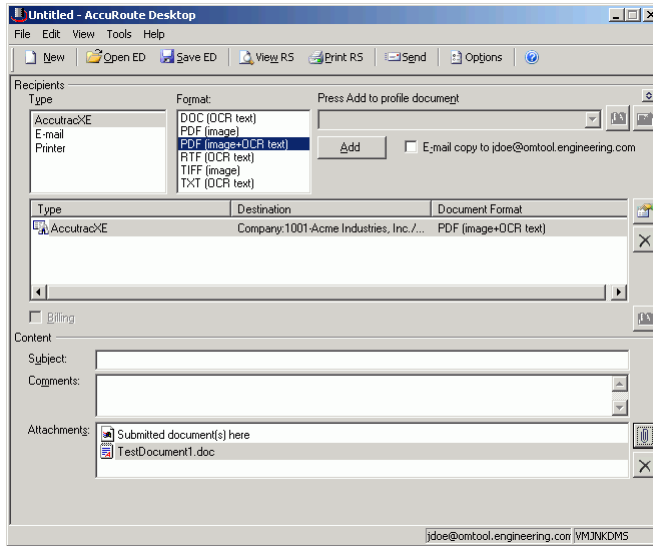 Untitled - AccuRoute Desktop
File Edit View Tools Help
New Open ED Save ED View RS Print RS Send Options
Recipients
Type Format: Press Add to profile document
AccutracXE
E-mail
Printer
DOC (OCR text)
PDF (image)
PDF (image+OCR text)
RTF (OCR text)
TIFF (image)
TXT (OCR text)
Add E-mail copy to jdoe@omtool.engineering.com
Type Destination Document Format
AccutracXE Company:1001-Acme Industries, Inc./... PDF (image+OCR text)
Billing
Content
Subject:
Comments:
Attachments: Submitted document(s) here
TestDocument1.doc
jdoe@omtool.engineering.com VMJNKDMS